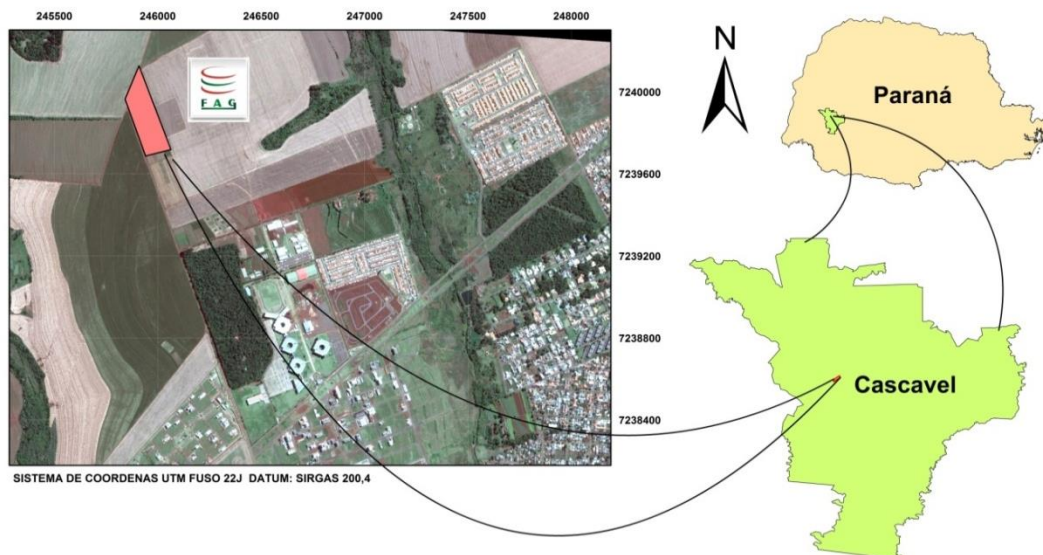 245500 246000 246500 247000 247500 248000
FAG
7240000
7239600
7239200
7238800
7238400
SISTEMA DE COORDENAS UTM FUSO 22J DATUM: SIRGAS 200,4
N
Paraná
Cascavel